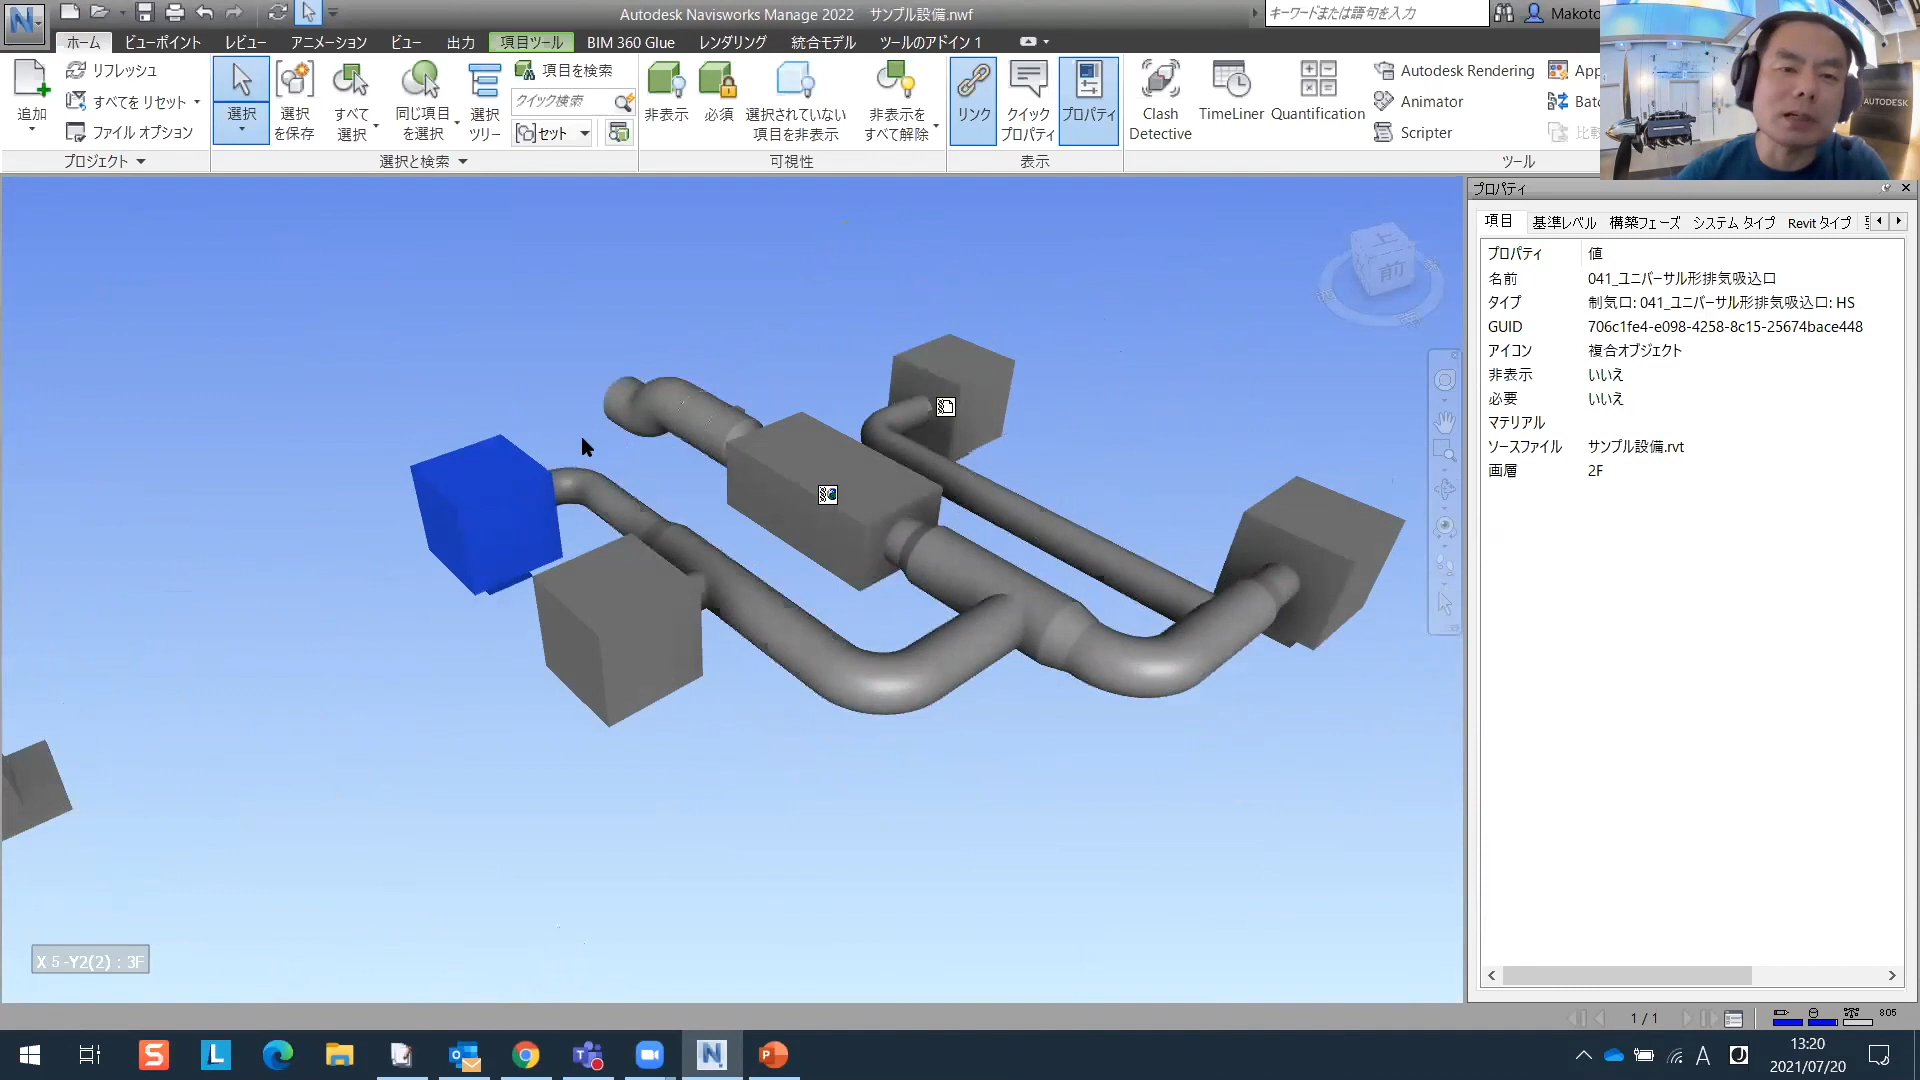 Autodesk Navisworks Manage 2022 サンプル設備.nwf
キーワードまたは語句を入力
Makoto
ホーム ビューポイント レビュー アニメーション ビュー 出力 項目ツール BIM 360 Glue レンダリング 統合モデル ツールのアドイン 1
追加
リフレッシュ
すべてをリセット
ファイル オプション
プロジェクト
選択
選択を保存
すべて選択
同じ項目を選択
選択ツリー
項目を検索
クイック検索
セット
選択と検索
非表示
必須
選択されていない項目を非表示
非表示をすべて解除
可視性
リンク
クイック プロパティ
プロパティ
表示
Clash Detective
TimeLiner
Quantification
Autodesk Rendering
Animator
Scripter
App
Batc
比較
ツール
AUTODESK
上
前
X 5-Y2(2) : 3F
プロパティ
項目 基準レベル 構築フェーズ システム タイプ Revit タイプ
プロパティ 値
名前 041_ユニバーサル形排気吸込口
タイプ 制気口: 041_ユニバーサル形排気吸込口: HS
GUID 706c1fe4-e098-4258-8c15-25674bace448
アイコン 複合オブジェクト
非表示 いいえ
必要 いいえ
マテリアル
ソースファイル サンプル設備.rvt
画層 2F
1 / 1
805
13:20
2021/07/20